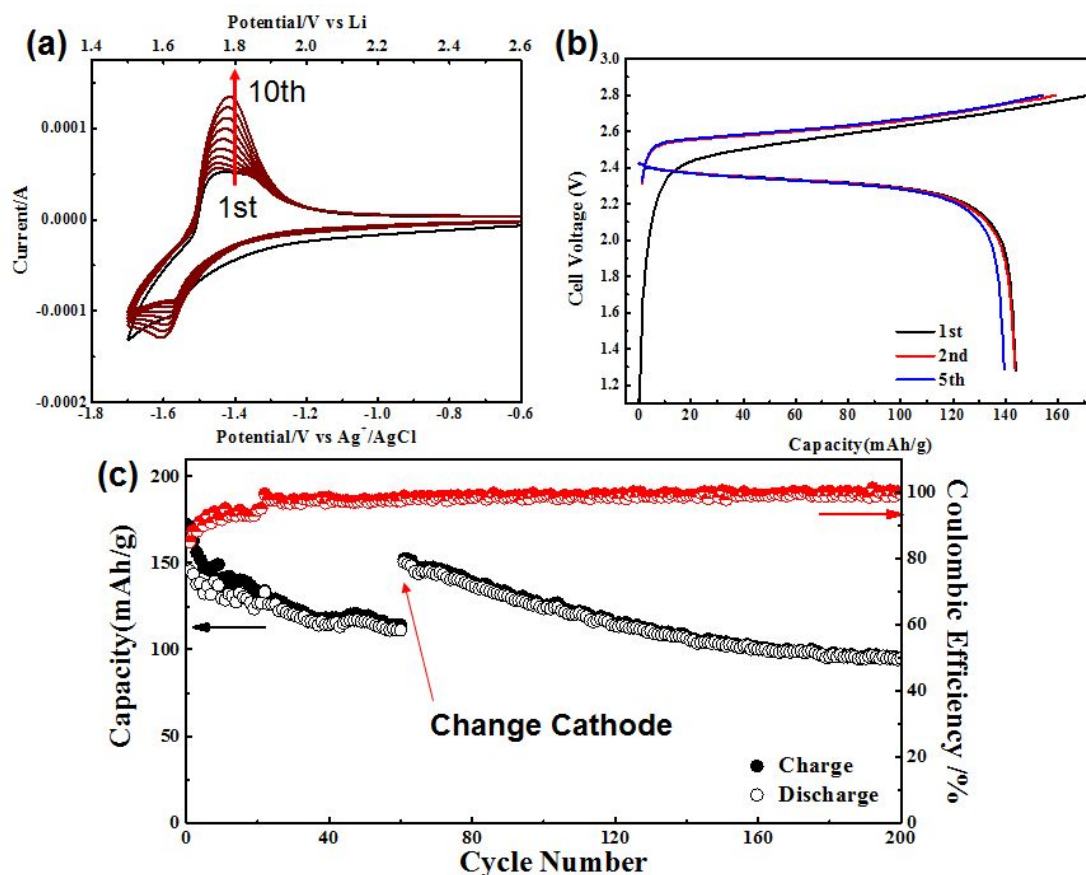 (a)
Potential/V vs Li
1.4 1.6 1.8 2.0 2.2 2.4 2.6
10th
1st
0.0001
0.0000
-0.0001
-0.0002
Current/A
-1.8 -1.6 -1.4 -1.2 -1.0 -0.8 -0.6
Potential/V vs Ag⁻/AgCl
(b)
3.0
2.8
2.6
2.4
2.2
2.0
1.8
1.6
1.4
1.2
Cell Voltage (V)
1st
2nd
5th
0 20 40 60 80 100 120 140 160
Capacity(mAh/g)
(c)
200
150
100
50
0
Capacity(mAh/g)
Change Cathode
Charge
Discharge
100
80
60
40
20
0
Coulombic Efficiency /%
0 40 80 120 160 200
Cycle Number